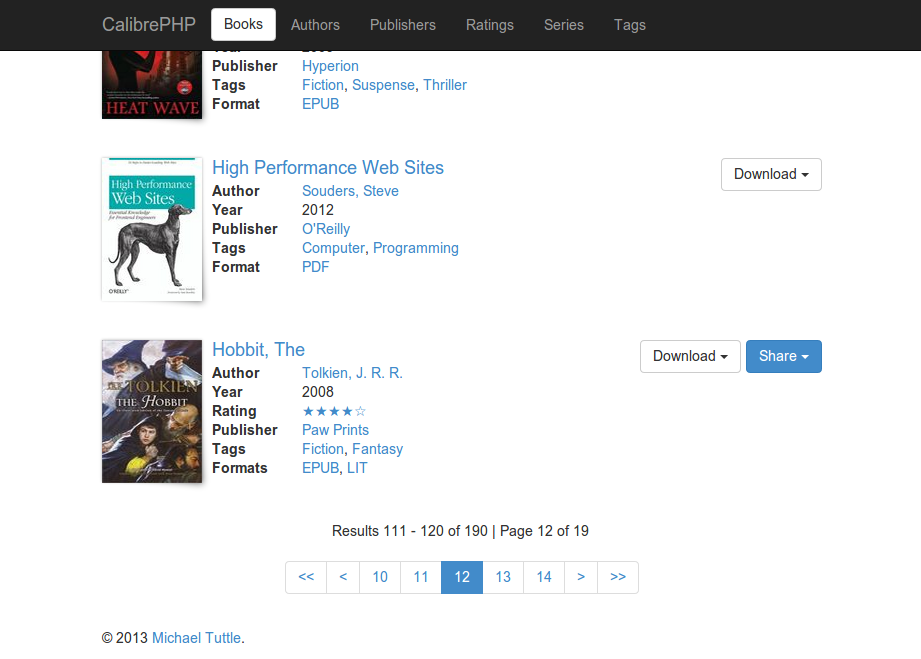 CalibrePHP Books Authors Publishers Ratings Series Tags
Publisher Hyperion
Tags Fiction, Suspense, Thriller
Format EPUB
HEAT WAVE
High Performance Web Sites
Download
Author Souders, Steve
Year 2012
Publisher O'Reilly
Tags Computer, Programming
Format PDF
High Performance
Web Sites
Essential Knowledge
for Frontend Engineers
O'REILLY
Hobbit, The
Download Share
Author Tolkien, J. R. R.
Year 2008
Rating ★★★★☆
Publisher Paw Prints
Tags Fiction, Fantasy
Formats EPUB, LIT
TOLKIEN
THE HOBBIT
Results 111 - 120 of 190 | Page 12 of 19
<< < 10 11 12 13 14 > >>
© 2013 Michael Tuttle.